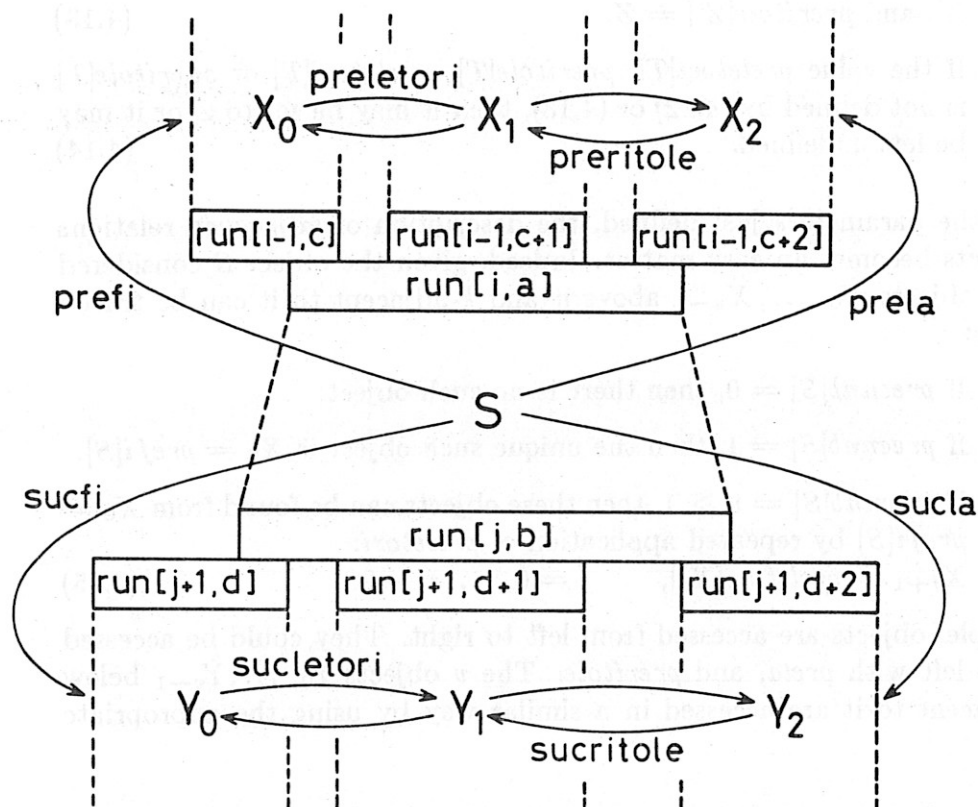 preletori
X0 X1 X2
preritole
run[i-1,c] run[i-1,c+1] run[i-1,c+2]
run[i,a]
prefi prela
S
sucfi sucla
run[j,b]
run[j+1,d] run[j+1,d+1] run[j+1,d+2]
sucletori
Y0 Y1 Y2
sucritole